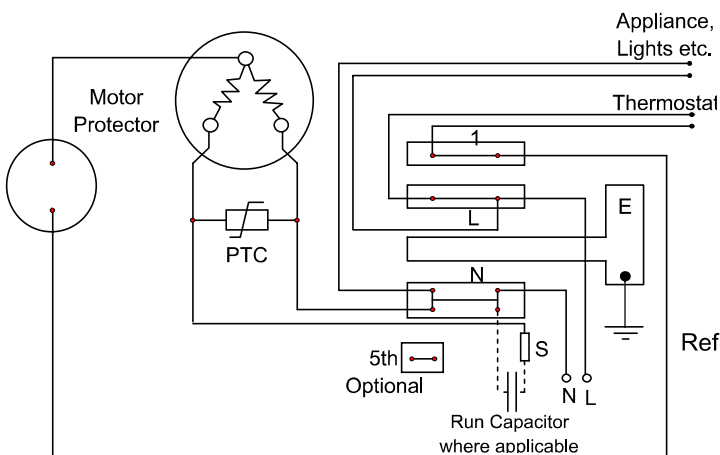 Appliance,
Lights etc.
Motor
Protector
Thermostat
1
L
E
PTC
N
5th
Optional
S
Ref
N L
Run Capacitor
where applicable